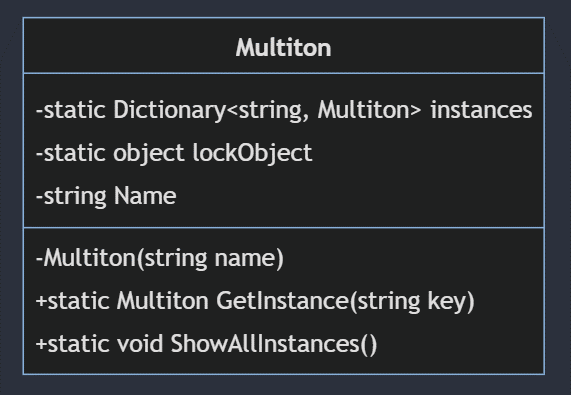 Multiton
-static Dictionary<string, Multiton> instances
-static object lockObject
-string Name
-Multiton(string name)
+static Multiton GetInstance(string key)
+static void ShowAllInstances()